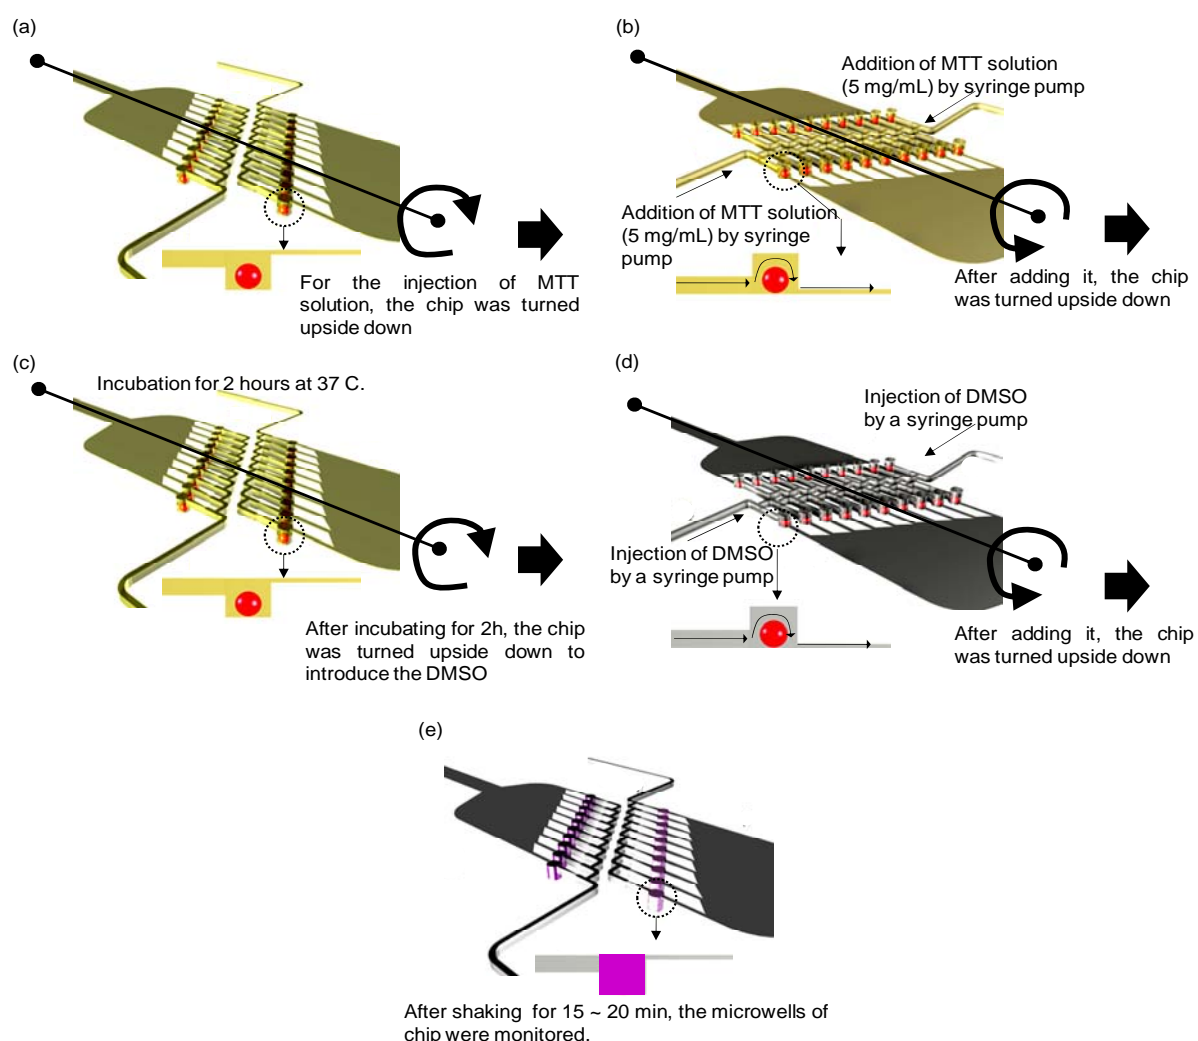 (a)
For the injection of MTT
solution, the chip was turned
upside down
(b)
Addition of MTT solution
(5 mg/mL) by syringe pump
Addition of MTT solution
(5 mg/mL) by syringe
pump
After adding it, the chip
was turned upside down
(c)
Incubation for 2 hours at 37 C.
After incubating for 2h, the chip
was turned upside down to
introduce the DMSO
(d)
Injection of DMSO
by a syringe pump
Injection of DMSO
by a syringe pump
After adding it, the chip
was turned upside down
(e)
After shaking for 15 ~ 20 min, the microwells of
chip were monitored.